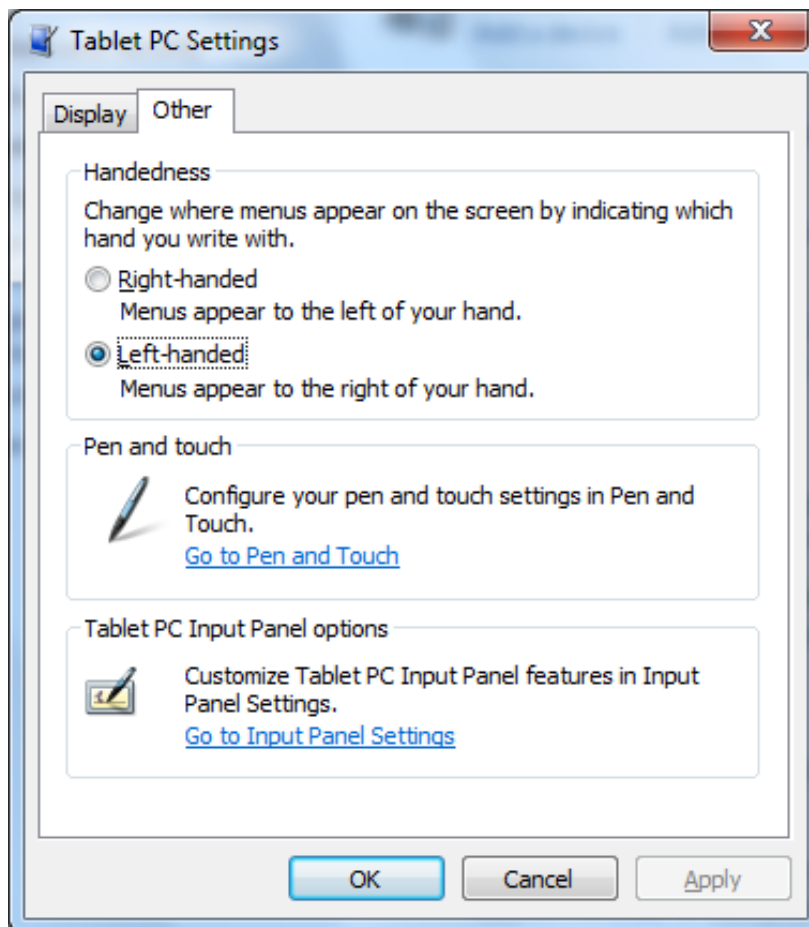 Tablet PC Settings
Display
Other
Handedness
Change where menus appear on the screen by indicating which
hand you write with.
Right-handed
Menus appear to the left of your hand.
Left-handed
Menus appear to the right of your hand.
Pen and touch
Configure your pen and touch settings in Pen and
Touch.
Go to Pen and Touch
Tablet PC Input Panel options
Customize Tablet PC Input Panel features in Input
Panel Settings.
Go to Input Panel Settings
OK
Cancel
Apply